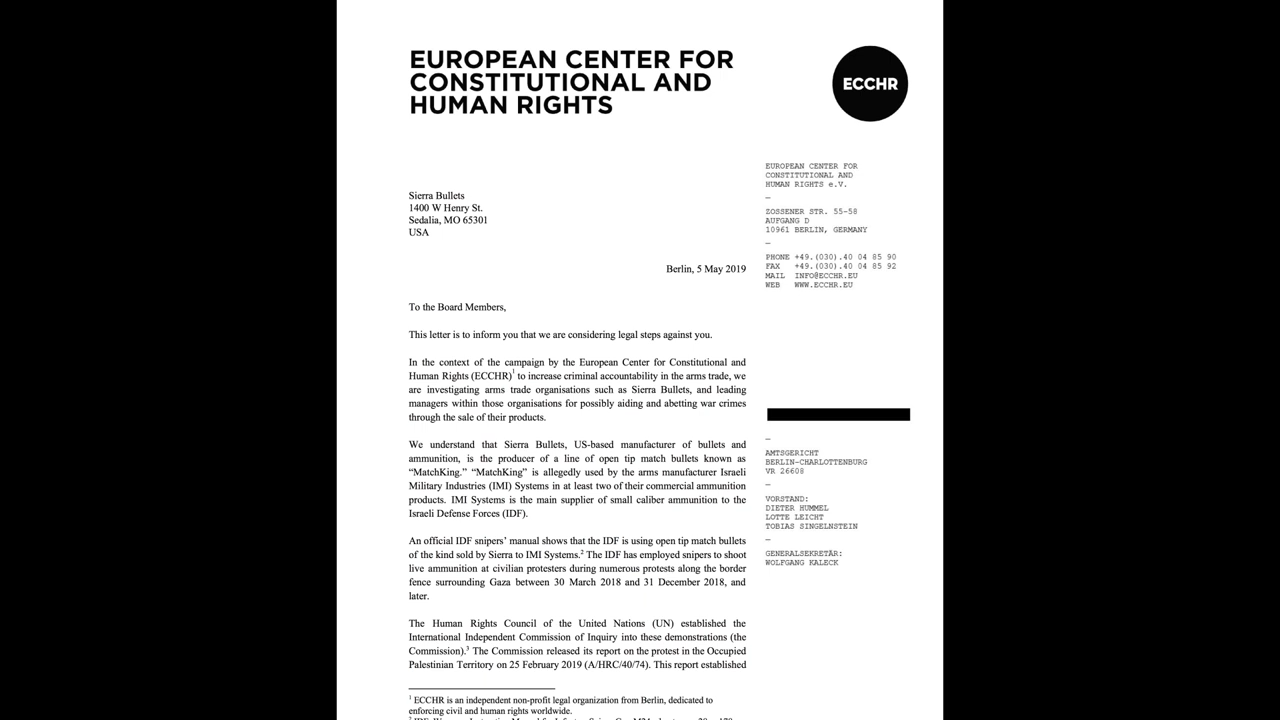 EUROPEAN CENTER FOR
CONSTITUTIONAL AND
HUMAN RIGHTS
ECCHR
Sierra Bullets
1400 W Henry St.
Sedalia, MO 65301
USA
Berlin, 5 May 2019
To the Board Members,
This letter is to inform you that we are considering legal steps against you.
In the context of the campaign by the European Center for Constitutional and
Human Rights (ECCHR)1 to increase criminal accountability in the arms trade, we
are investigating arms trade organisations such as Sierra Bullets, and leading
managers within those organisations for possibly aiding and abetting war crimes
through the sale of their products.
We understand that Sierra Bullets, US-based manufacturer of bullets and
ammunition, is the producer of a line of open tip match bullets known as
“MatchKing.” “MatchKing” is allegedly used by the arms manufacturer Israeli
Military Industries (IMI) Systems in at least two of their commercial ammunition
products. IMI Systems is the main supplier of small caliber ammunition to the
Israeli Defense Forces (IDF).
An official IDF snipers’ manual shows that the IDF is using open tip match bullets
of the kind sold by Sierra to IMI Systems.2 The IDF has employed snipers to shoot
live ammunition at civilian protesters during numerous protests along the border
fence surrounding Gaza between 30 March 2018 and 31 December 2018, and
later.
The Human Rights Council of the United Nations (UN) established the
International Independent Commission of Inquiry into these demonstrations (the
Commission).3 The Commission released its report on the protest in the Occupied
Palestinian Territory on 25 February 2019 (A/HRC/40/74). This report established
1 ECCHR is an independent non-profit legal organization from Berlin, dedicated to
enforcing civil and human rights worldwide.
EUROPEAN CENTER FOR
CONSTITUTIONAL AND
HUMAN RIGHTS e.V.
—
ZOSSENER STR. 55-58
AUFGANG D
10961 BERLIN, GERMANY
—
PHONE +49.(030).40 04 85 90
FAX +49.(030).40 04 85 92
MAIL INFO@ECCHR.EU
WEB WWW.ECCHR.EU
—
AMTSGERICHT
BERLIN-CHARLOTTENBURG
VR 26608
—
VORSTAND:
DIETER HUMMEL
LOTTE LEICHT
TOBIAS SINGELNSTEIN
—
GENERALSEKRETÄR:
WOLFGANG KALECK